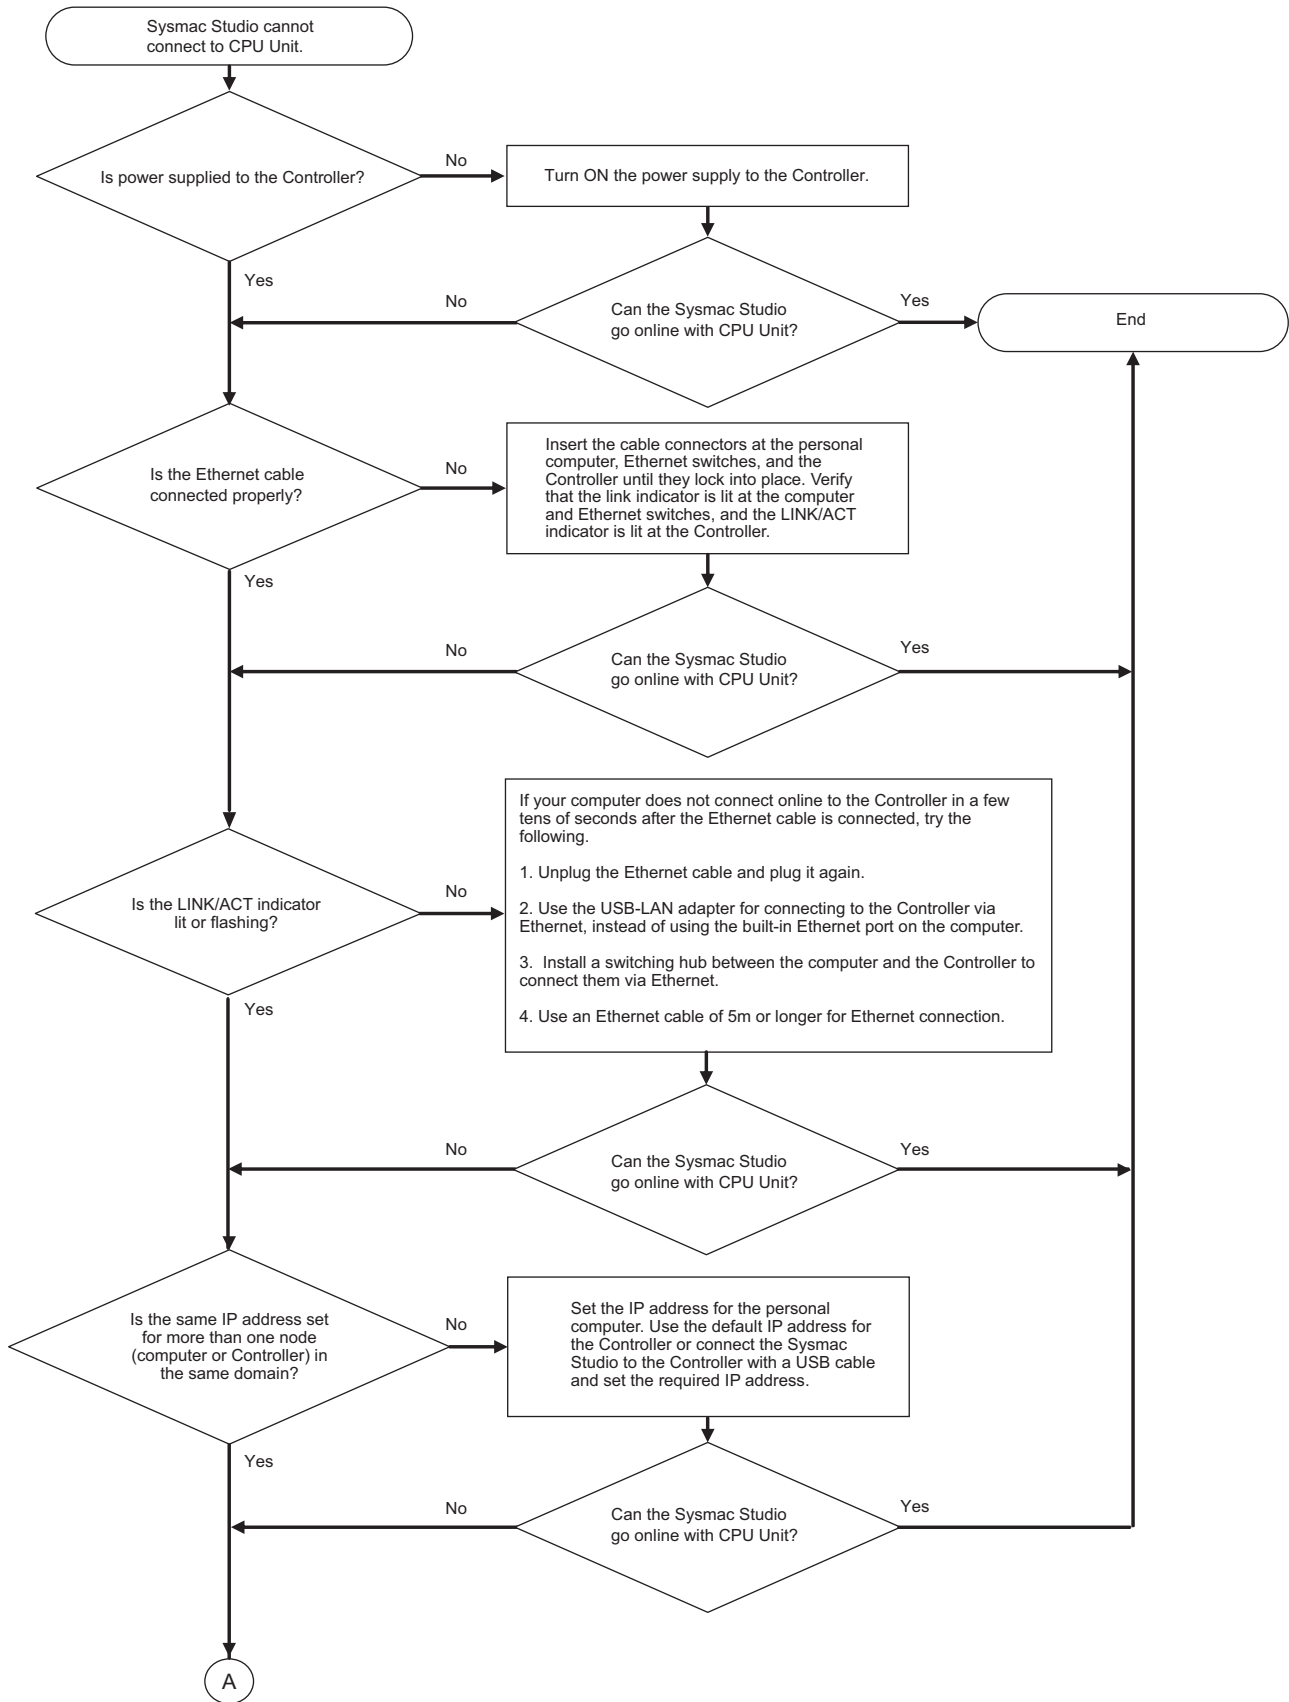 Sysmac Studio cannot
connect to CPU Unit.
Is power supplied to the Controller?
No
Turn ON the power supply to the Controller.
Yes
No
Can the Sysmac Studio
go online with CPU Unit?
Yes
End
Is the Ethernet cable
connected properly?
No
Insert the cable connectors at the personal
computer, Ethernet switches, and the
Controller until they lock into place. Verify
that the link indicator is lit at the computer
and Ethernet switches, and the LINK/ACT
indicator is lit at the Controller.
Yes
No
Can the Sysmac Studio
go online with CPU Unit?
Yes
Is the LINK/ACT indicator
lit or flashing?
No
If your computer does not connect online to the Controller in a few
tens of seconds after the Ethernet cable is connected, try the
following.
1. Unplug the Ethernet cable and plug it again.
2. Use the USB-LAN adapter for connecting to the Controller via
Ethernet, instead of using the built-in Ethernet port on the computer.
3. Install a switching hub between the computer and the Controller to
connect them via Ethernet.
4. Use an Ethernet cable of 5m or longer for Ethernet connection.
Yes
No
Can the Sysmac Studio
go online with CPU Unit?
Yes
Is the same IP address set
for more than one node
(computer or Controller) in
the same domain?
No
Set the IP address for the personal
computer. Use the default IP address for
the Controller or connect the Sysmac
Studio to the Controller with a USB cable
and set the required IP address.
Yes
No
Can the Sysmac Studio
go online with CPU Unit?
Yes
A